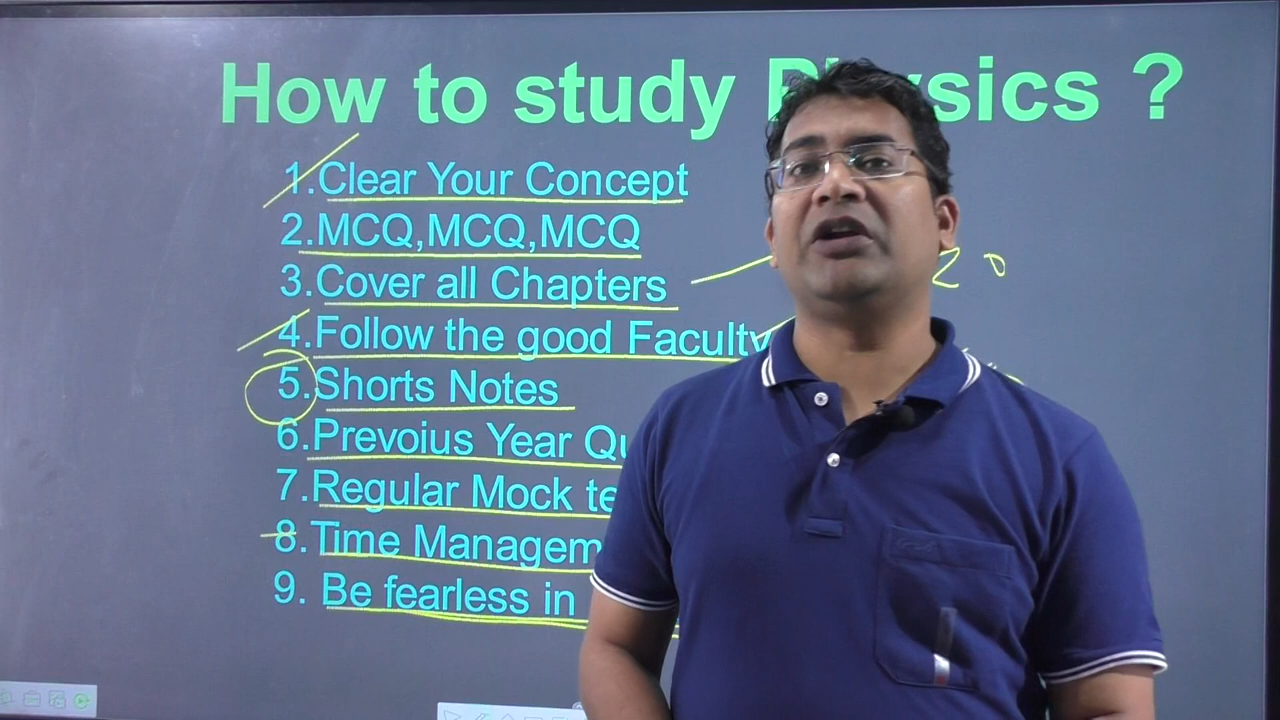 How to study Physics ?
1.Clear Your Concept
2.MCQ,MCQ,MCQ
3.Cover all Chapters
20
4.Follow the good Faculty
5.Shorts Notes
6.Prevoius Year Qu
7.Regular Mock te
8.Time Managem
9. Be fearless in